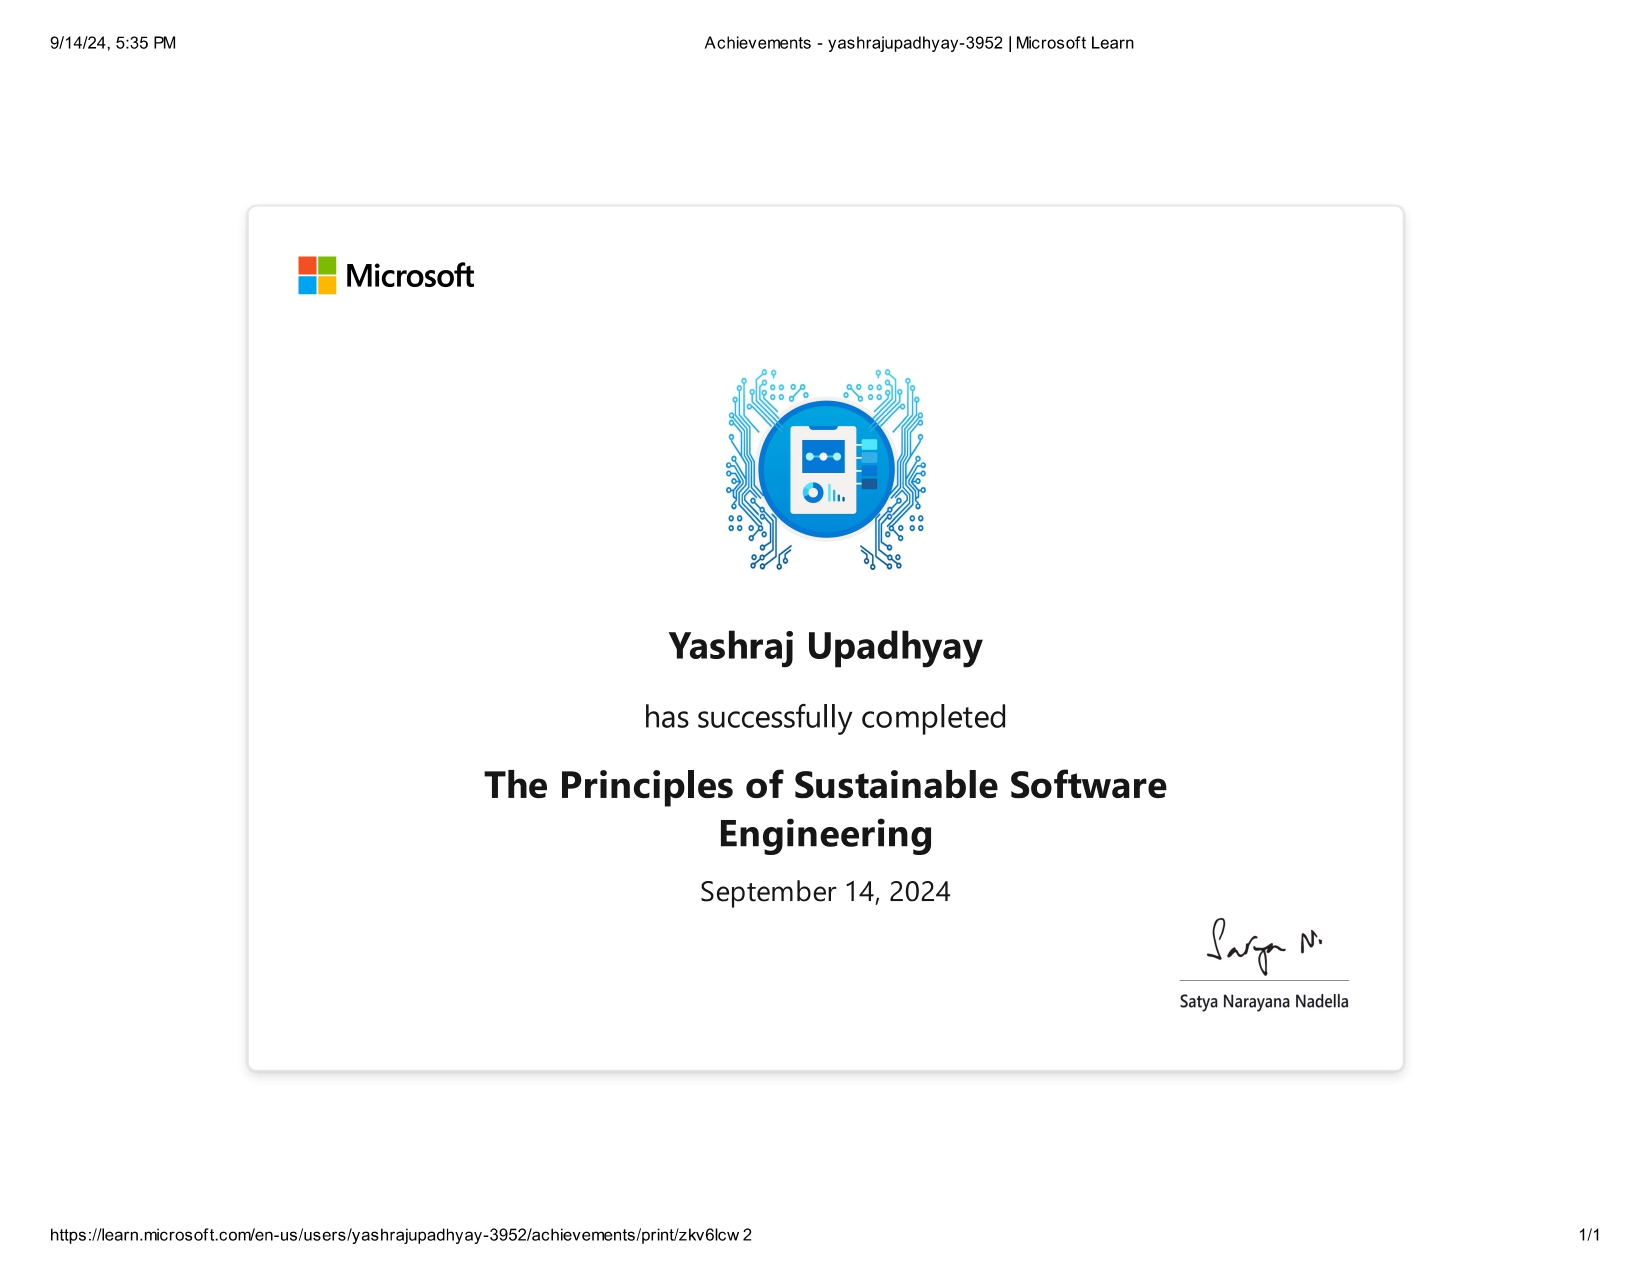 9/14/24, 5:35 PM
Achievements - yashrajupadhyay-3952 | Microsoft Learn
Microsoft
Yashraj Upadhyay
has successfully completed
The Principles of Sustainable Software
Engineering
September 14, 2024
Satya N.
Satya Narayana Nadella
https://learn.microsoft.com/en-us/users/yashrajupadhyay-3952/achievements/print/zkv6lcw2
1/1